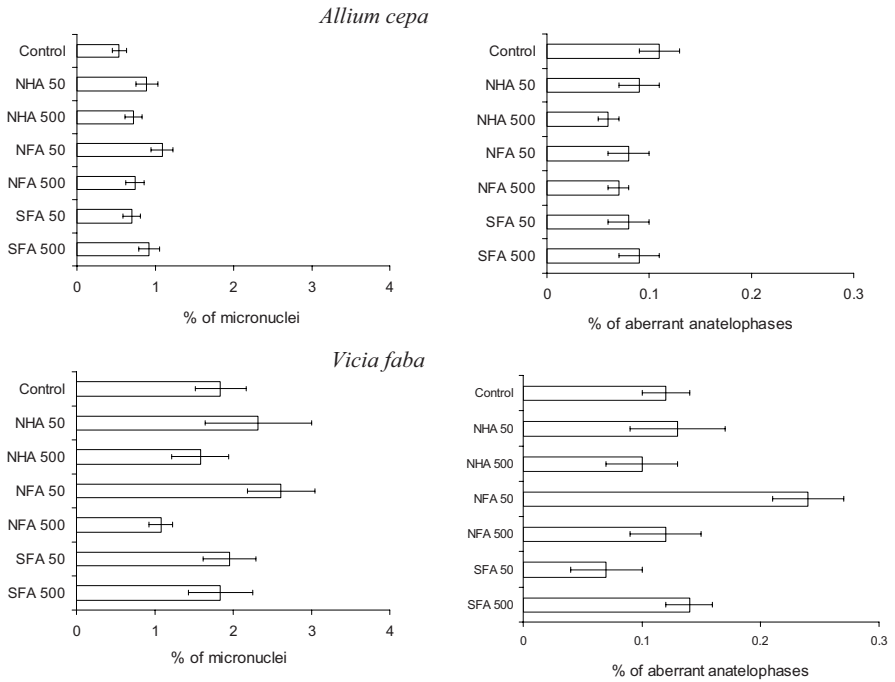 Allium cepa
Control
NHA 50
NHA 500
NFA 50
NFA 500
SFA 50
SFA 500
0 1 2 3 4
% of micronuclei
Control
NHA 50
NHA 500
NFA 50
NFA 500
SFA 50
SFA 500
0 0.1 0.2 0.3
% of aberrant anatelophases
Vicia faba
Control
NHA 50
NHA 500
NFA 50
NFA 500
SFA 50
SFA 500
0 1 2 3 4
% of micronuclei
Control
NHA 50
NHA 500
NFA 50
NFA 500
SFA 50
SFA 500
0 0.1 0.2 0.3
% of aberrant anatelophases